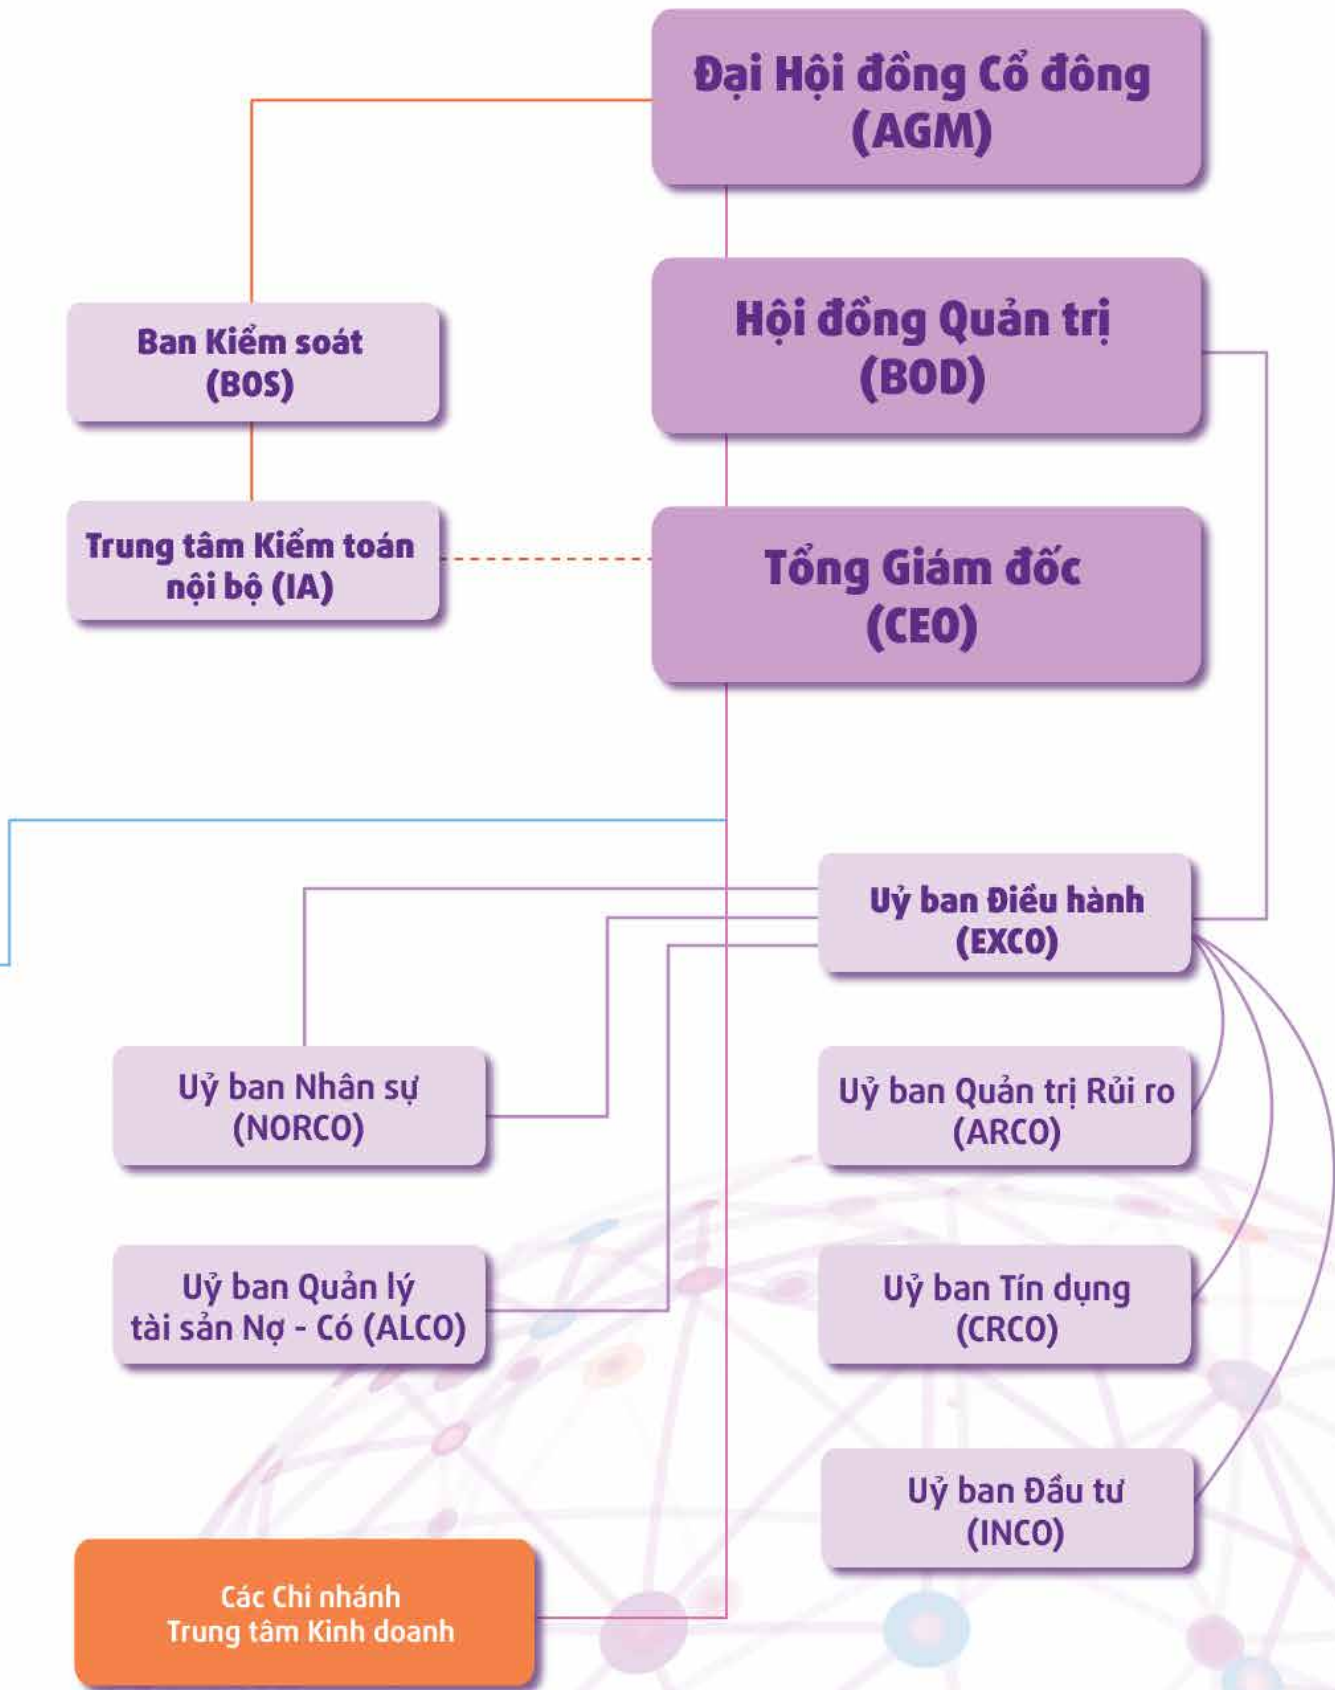 Đại Hội đồng Cổ đông
(AGM)
Hội đồng Quản trị
(BOD)
Ban Kiểm soát
(BOS)
Trung tâm Kiểm toán
nội bộ (IA)
Tổng Giám đốc
(CEO)
Uỷ ban Điều hành
(EXCO)
Uỷ ban Nhân sự
(NORCO)
Uỷ ban Quản trị Rủi ro
(ARCO)
Uỷ ban Quản lý
tài sản Nợ - Có (ALCO)
Uỷ ban Tín dụng
(CRCO)
Uỷ ban Đầu tư
(INCO)
Các Chi nhánh
Trung tâm Kinh doanh